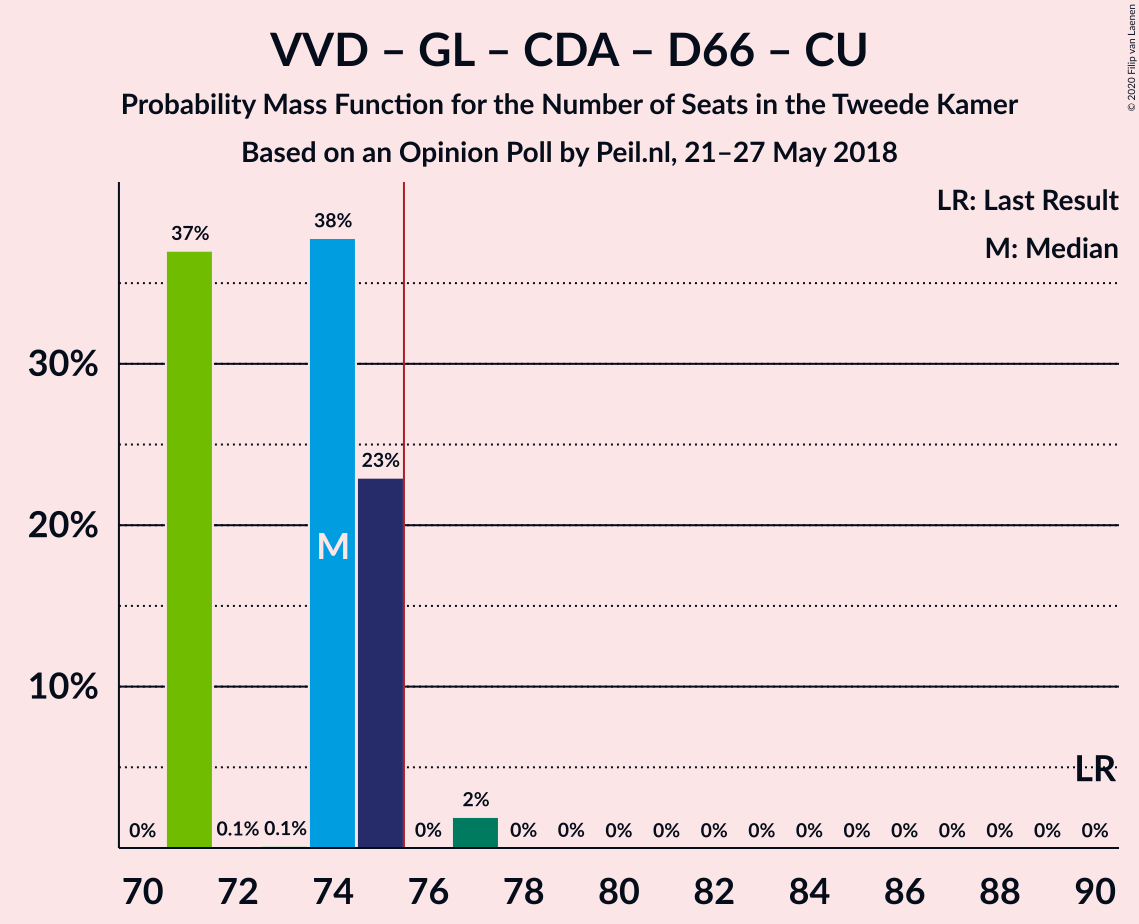 VVD – GL – CDA – D66 – CU
Probability Mass Function for the Number of Seats in the Tweede Kamer
Based on an Opinion Poll by Peil.nl, 21–27 May 2018
© 2020 Filip van Laenen
LR: Last Result
M: Median
38%
37%
30%
23%
20%
M
10%
LR
2%
0% 0.1% 0.1% 0% 0% 0% 0% 0% 0% 0% 0% 0% 0% 0% 0% 0%
70 72 74 76 78 80 82 84 86 88 90